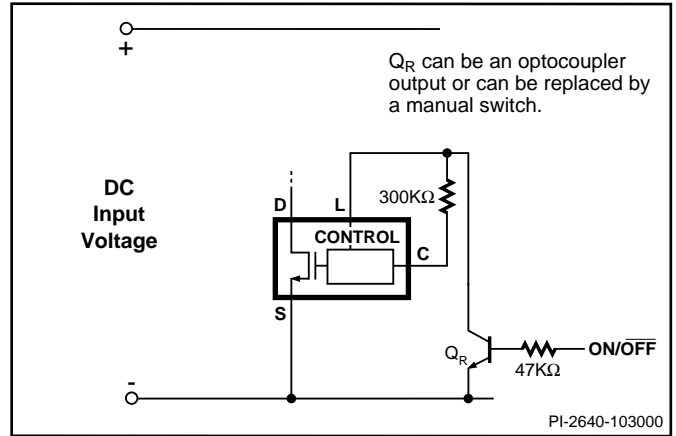 +
Q_R can be an optocoupler
output or can be replaced by
a manual switch.
DC
Input
Voltage
D
L
300KΩ
CONTROL
C
S
Q_R
47KΩ
ON/O̅F̅F̅
-
PI-2640-103000